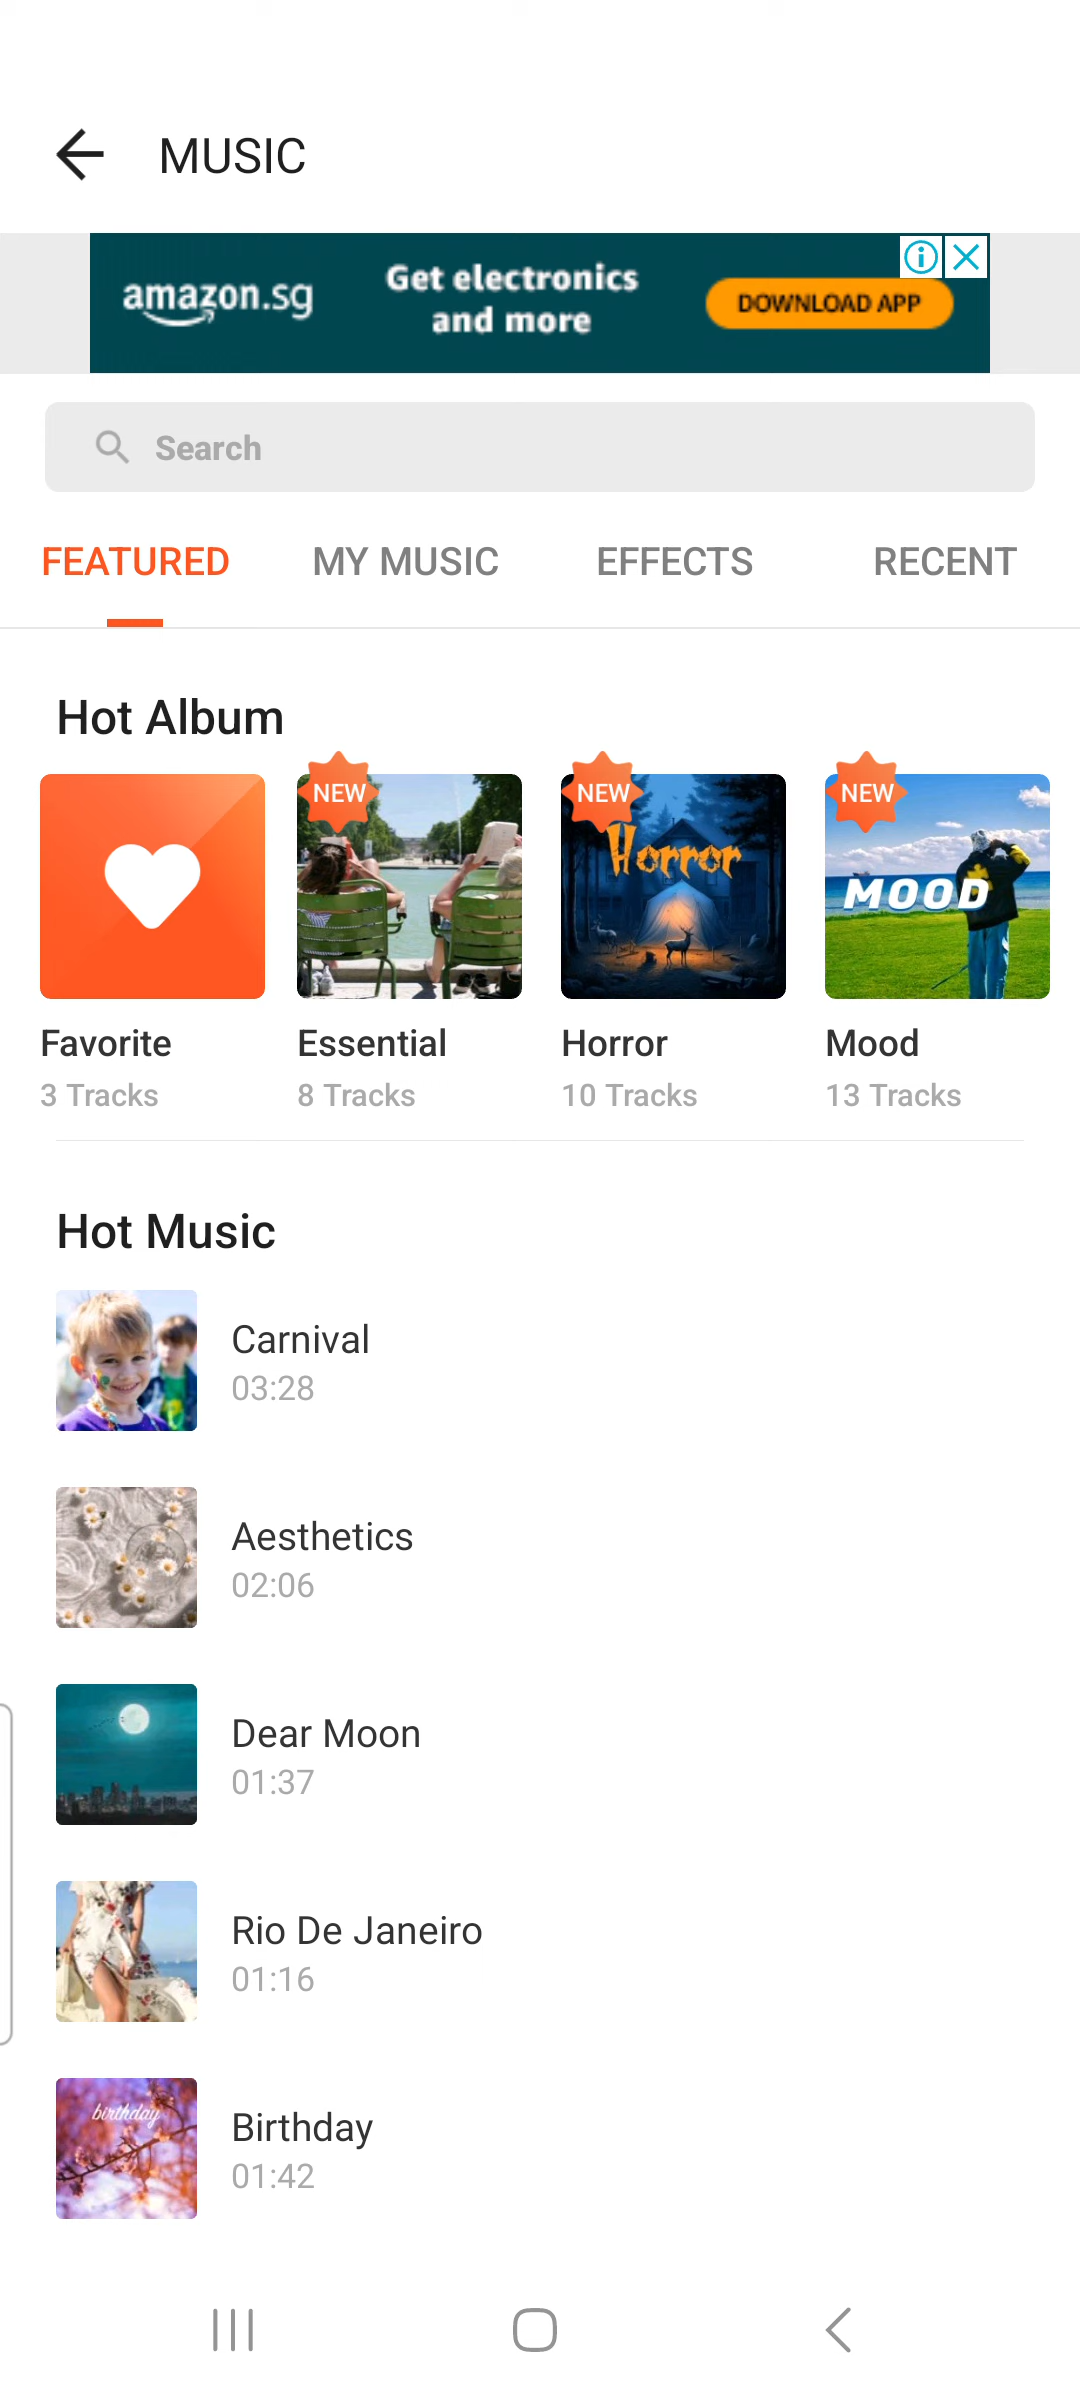 MUSIC
amazon.sg
Get electronics
and more
DOWNLOAD APP
Search
FEATURED
MY MUSIC
EFFECTS
RECENT
Hot Album
NEW
NEW
NEW
Horror
MOOD
Favorite
Essential
Horror
Mood
3 Tracks
8 Tracks
10 Tracks
13 Tracks
Hot Music
Carnival
03:28
Aesthetics
02:06
Dear Moon
01:37
Rio De Janeiro
01:16
birthday
Birthday
01:42